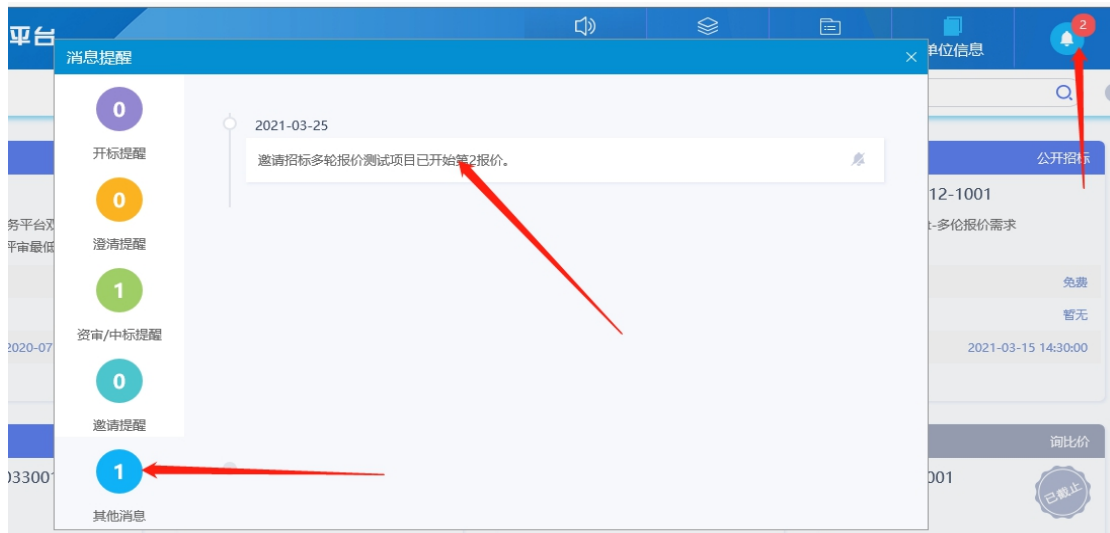 平台
2
单位信息
消息提醒
0
开标提醒
2021-03-25
邀请招标多轮报价测试项目已开始第2报价。
公开招标
12-1001
0
务平台双
-多伦报价需求
评审最低
澄清提醒
1
免费
暂无
资审/中标提醒
2020-07
2021-03-15 14:30:00
0
邀请提醒
询比价
03300
1
001
已截止
其他消息